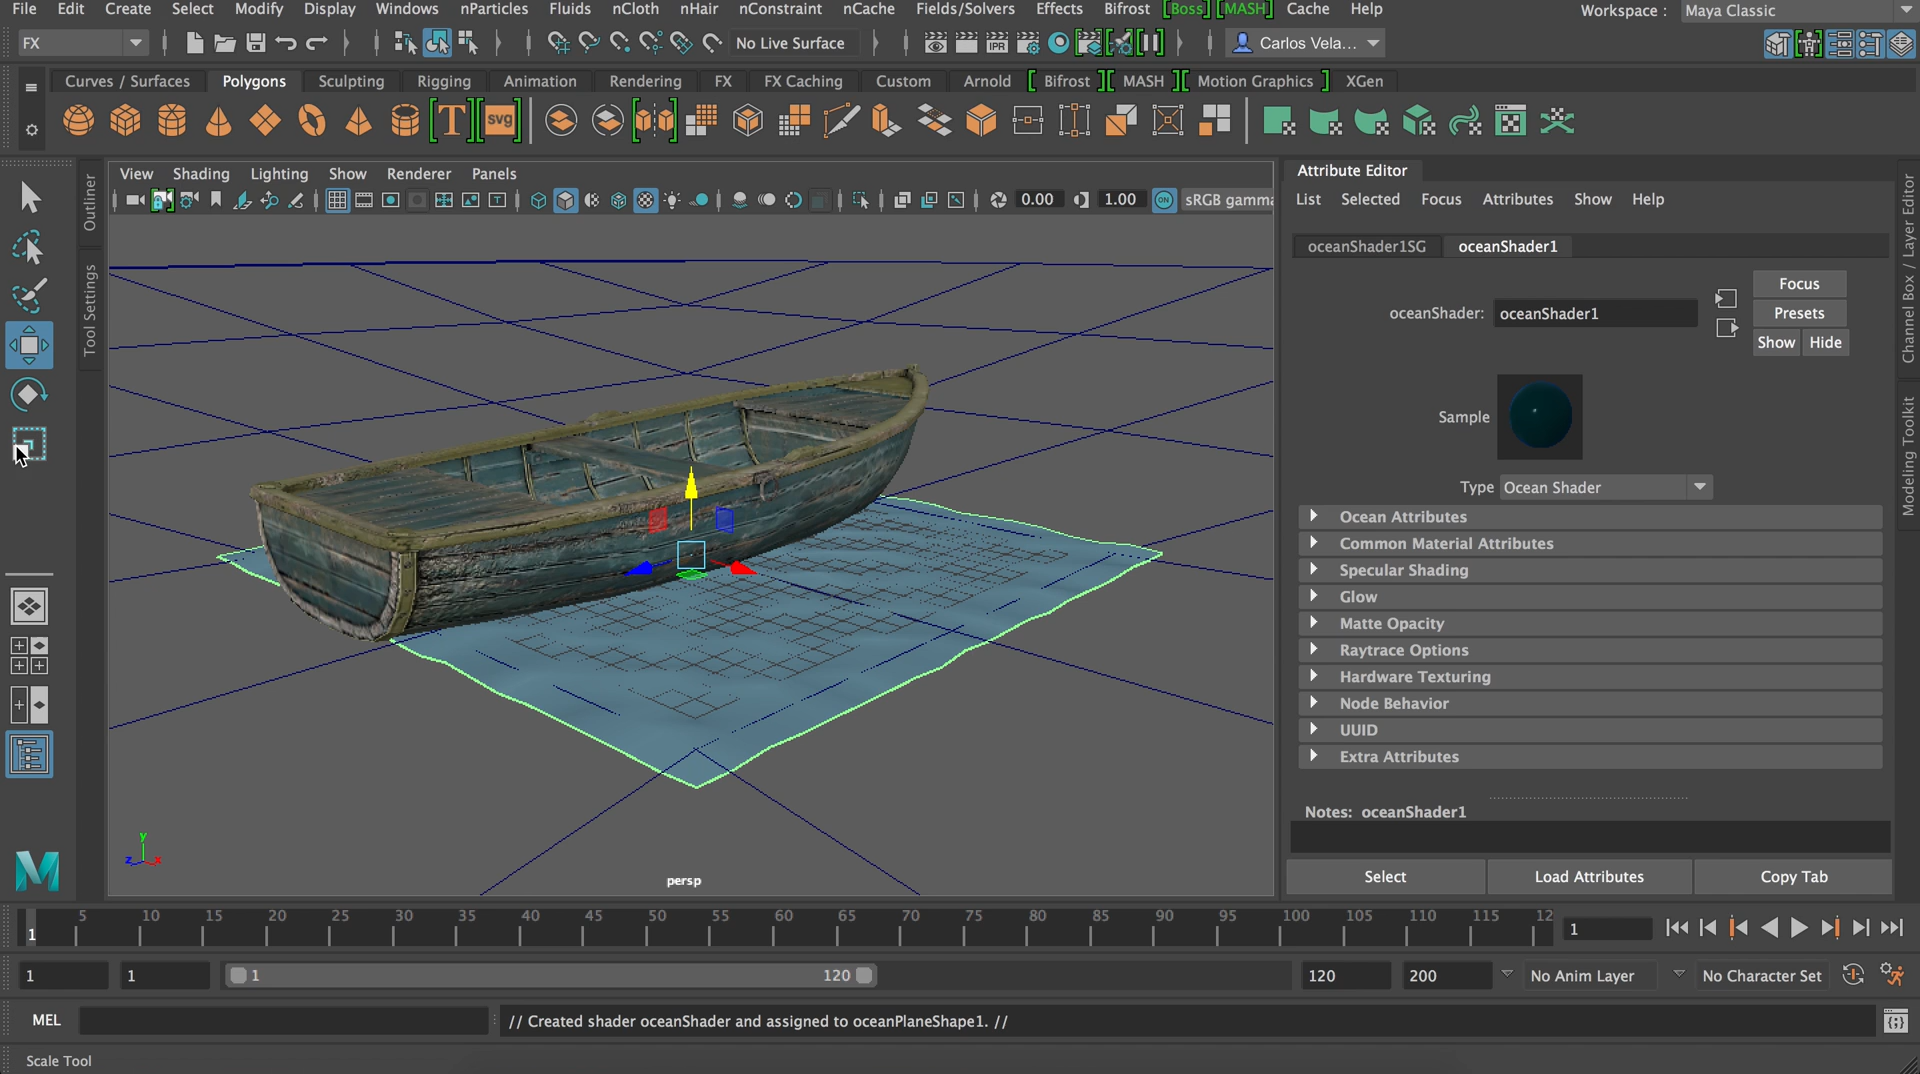 File Edit Create Select Modify Display Windows nParticles Fluids nCloth nHair nConstraint nCache Fields/Solvers Effects Bifrost [Boss] [MASH] Cache Help Workspace : Maya Classic
FX No Live Surface Carlos Vela...
Curves / Surfaces Polygons Sculpting Rigging Animation Rendering FX FX Caching Custom Arnold Bifrost MASH Motion Graphics XGen
T svg
View Shading Lighting Show Renderer Panels
0.00 1.00 ON sRGB gamma
Outliner
Tool Settings
Attribute Editor
List Selected Focus Attributes Show Help
oceanShader1SG oceanShader1
Focus
oceanShader: oceanShader1 Presets
Show Hide
Sample
Type Ocean Shader
Ocean Attributes
Common Material Attributes
Specular Shading
Glow
Matte Opacity
Raytrace Options
Hardware Texturing
Node Behavior
UUID
Extra Attributes
Notes: oceanShader1
Select Load Attributes Copy Tab
Channel Box / Layer Editor
Modeling Toolkit
y
z x
persp
5 10 15 20 25 30 35 40 45 50 55 60 65 70 75 80 85 90 95 100 105 110 115 12
1 1
1 1 1 120 120 200 No Anim Layer No Character Set
MEL // Created shader oceanShader and assigned to oceanPlaneShape1. //
Scale Tool